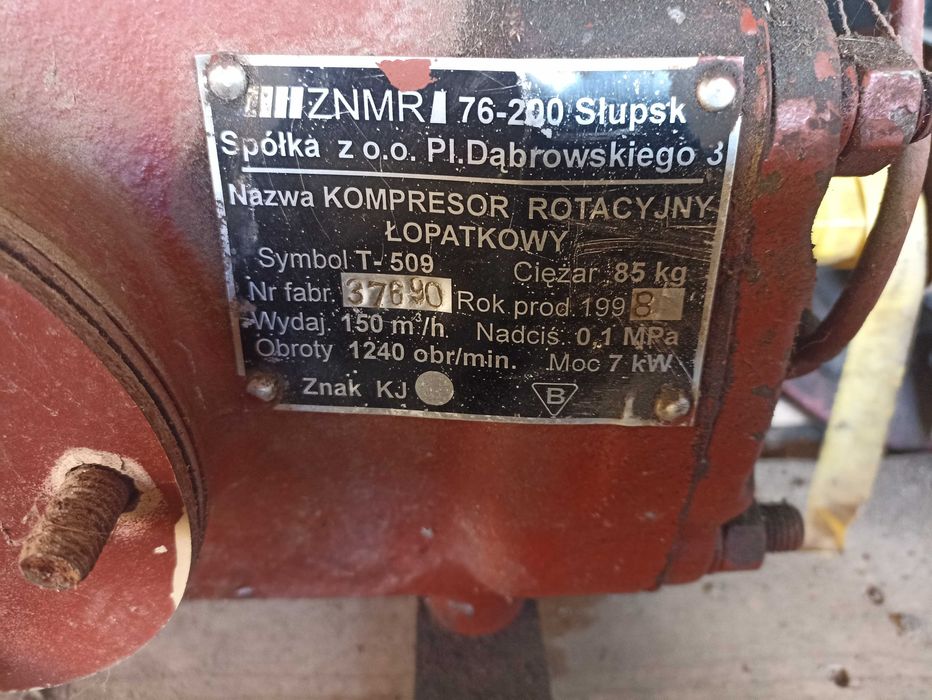 ZNMR 76-200 Słupsk
Spółka z o.o. Pl.Dąbrowskiego 3
Nazwa KOMPRESOR ROTACYJNY
ŁOPATKOWY
Symbol T-509 Ciężar 85 kg
Nr fabr. 37690 Rok prod. 1998
Wydaj. 150 m³/h. Nadciś. 0,1 MPa
Obroty 1240 obr/min. Moc 7 kW
Znak KJ B